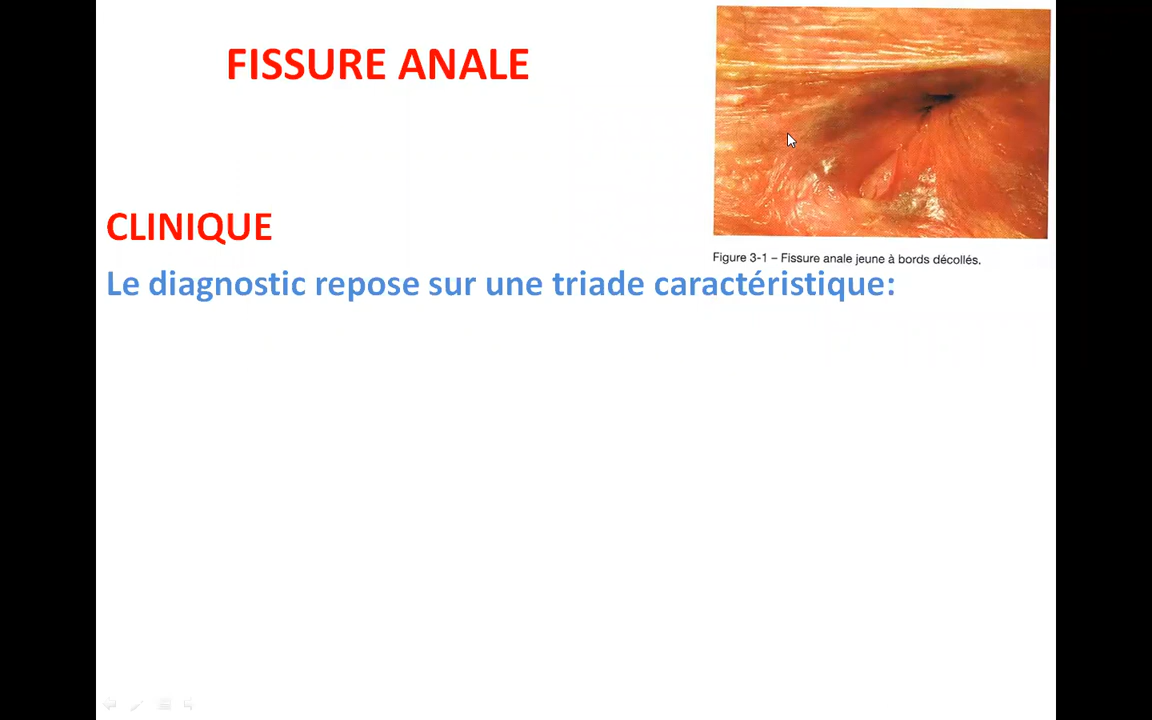 FISSURE ANALE
CLINIQUE
Figure 3-1 – Fissure anale jeune à bords décollés.
Le diagnostic repose sur une triade caractéristique: